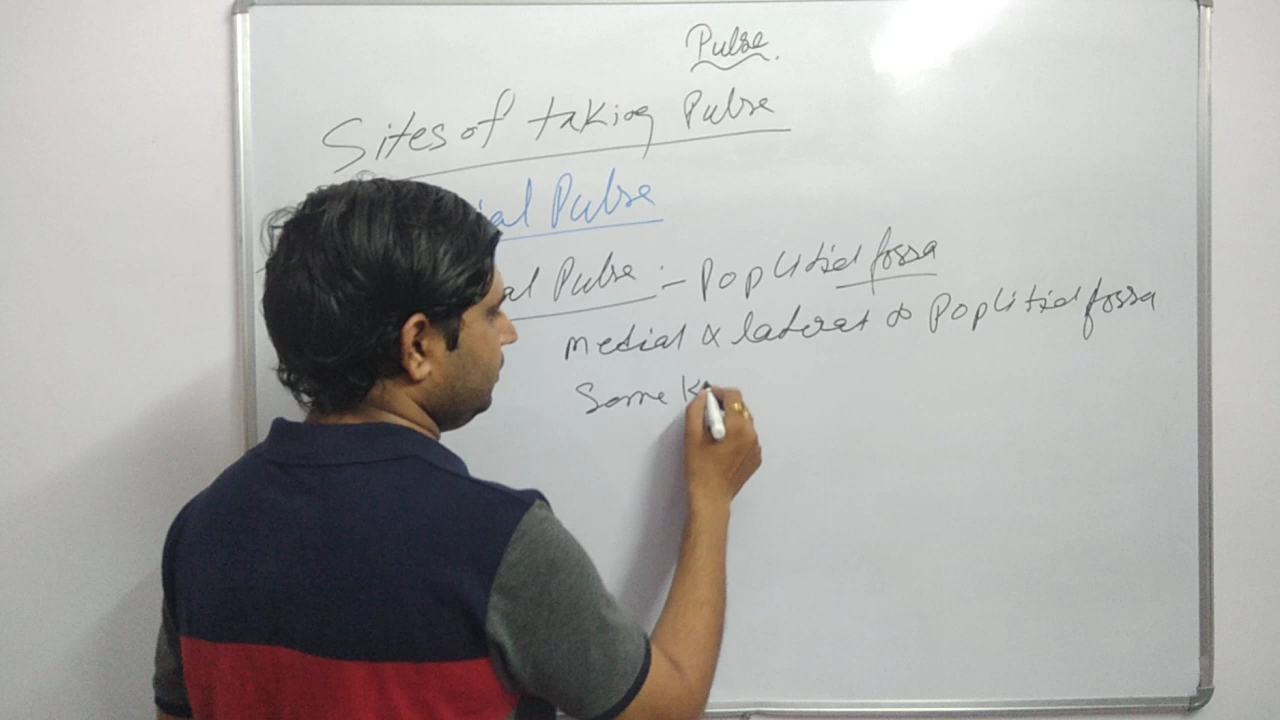 Pulse
Sites of taking Pulse
ial Pulse
al Pulse :- Poplitial fossa
Medial & lateral of Poplitial fossa
Some K